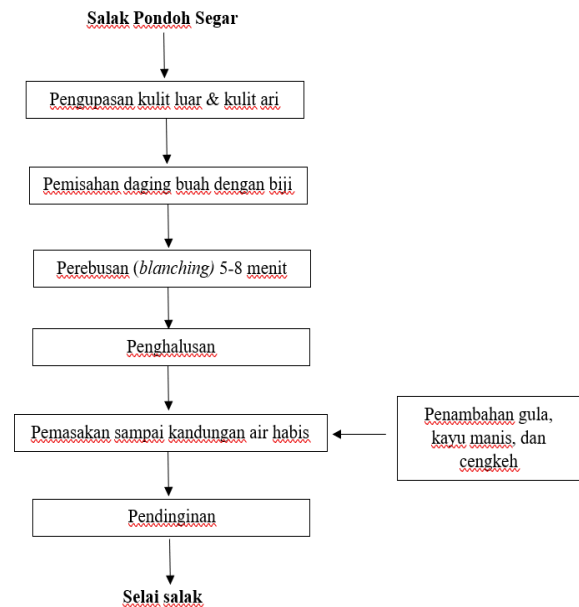 Salak Pondoh Segar
Pengupasan kulit luar & kulit ari
Pemisahan daging buah dengan biji
Perebusan (blanching) 5-8 menit
Penghalusan
Pemasakan sampai kandungan air habis
Penambahan gula,
kayu manis, dan
cengkeh
Pendinginan
Selai salak